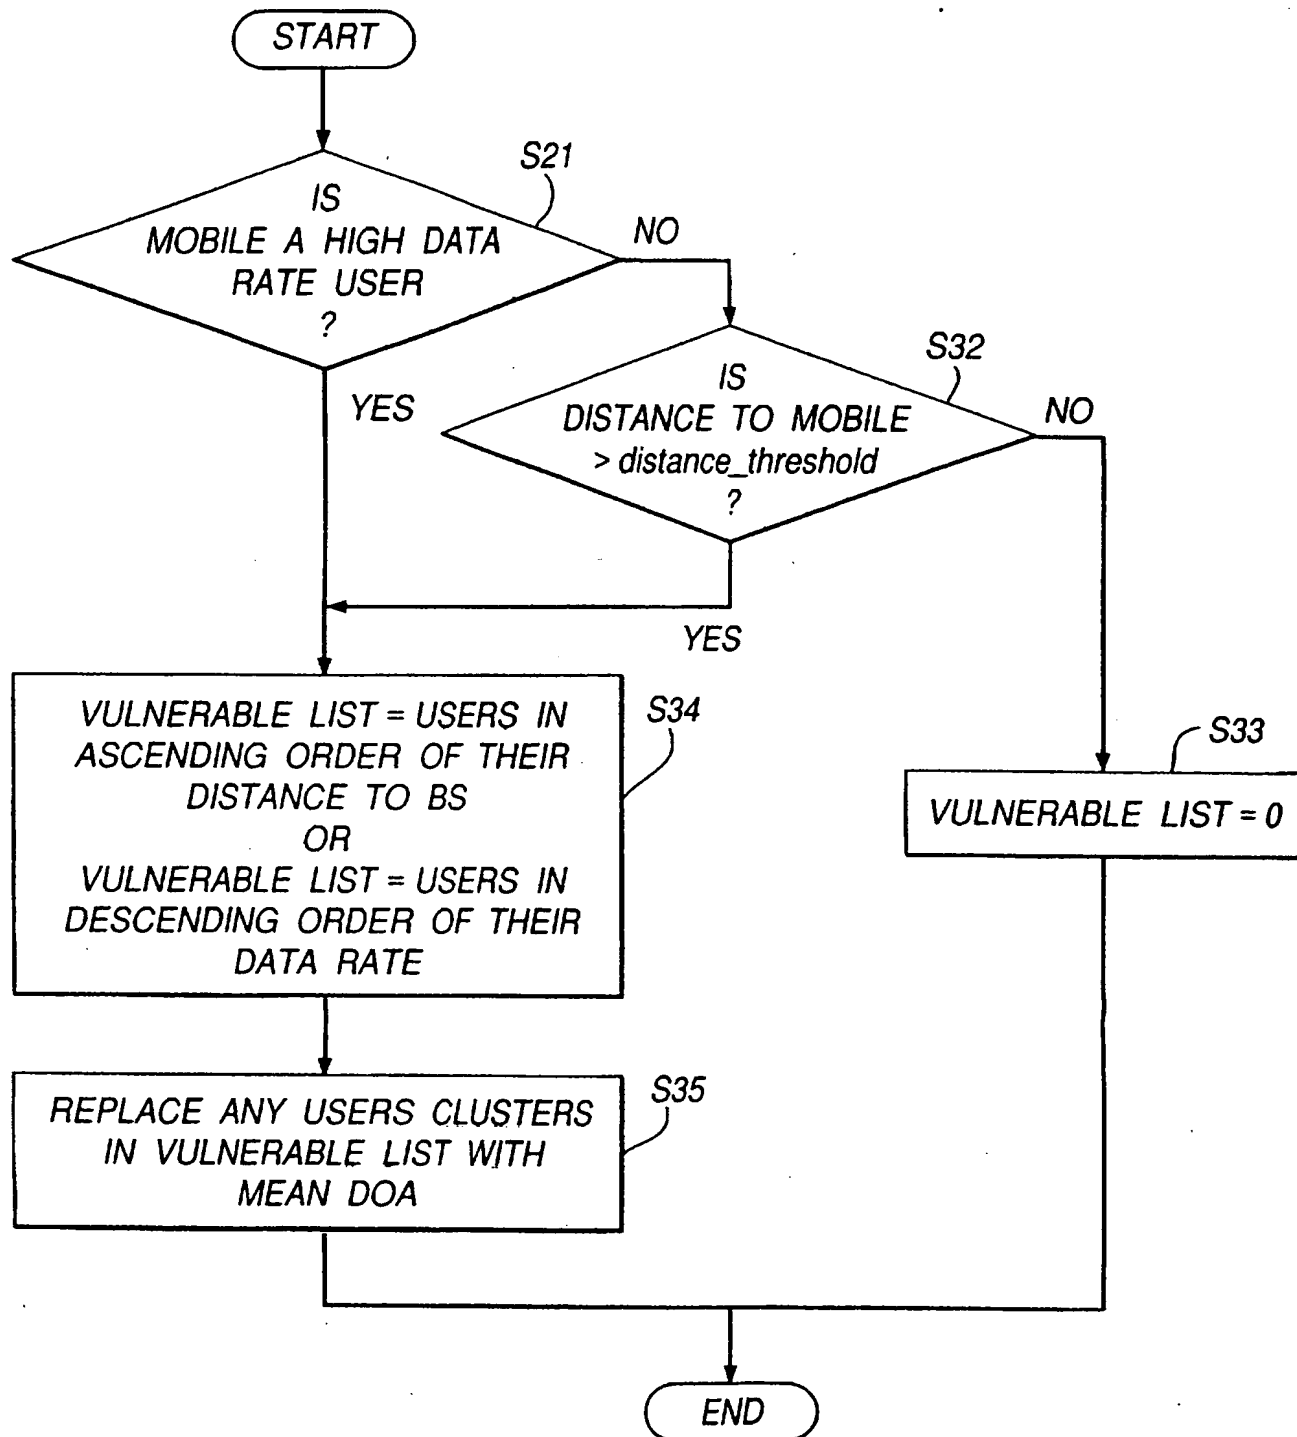 START
S21
IS
MOBILE A HIGH DATA
RATE USER
?
NO
YES
S32
IS
DISTANCE TO MOBILE
> distance_threshold
?
NO
YES
S34
VULNERABLE LIST = USERS IN
ASCENDING ORDER OF THEIR
DISTANCE TO BS
OR
VULNERABLE LIST = USERS IN
DESCENDING ORDER OF THEIR
DATA RATE
S33
VULNERABLE LIST = 0
S35
REPLACE ANY USERS CLUSTERS
IN VULNERABLE LIST WITH
MEAN DOA
END